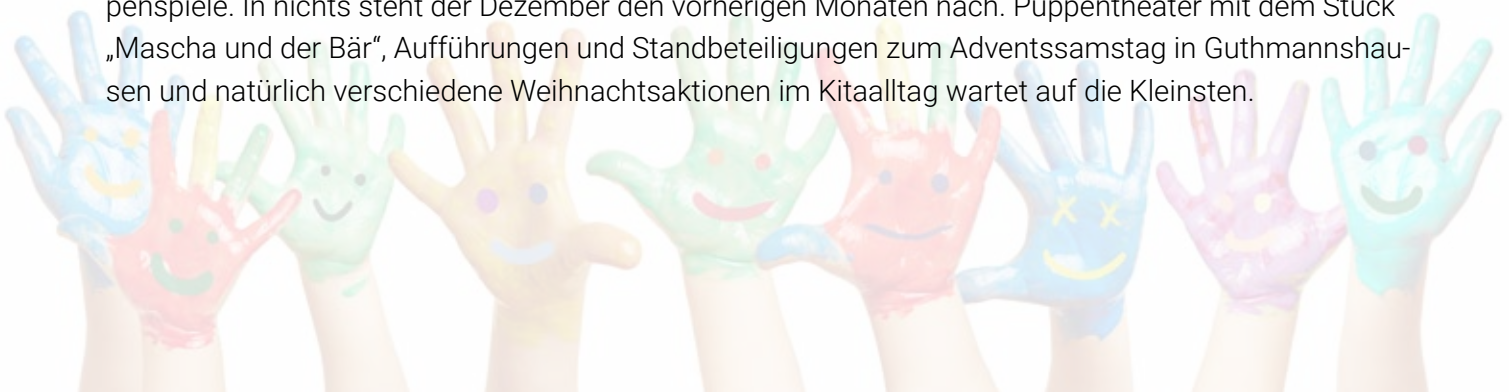 penspiele. In nichts steht der Dezember den vorherigen Monaten nach. Puppentheater mit dem Stück
„Mascha und der Bär“, Aufführungen und Standbeteiligungen zum Adventssamstag in Guthmannshau-
sen und natürlich verschiedene Weihnachtsaktionen im Kitaalltag wartet auf die Kleinsten.